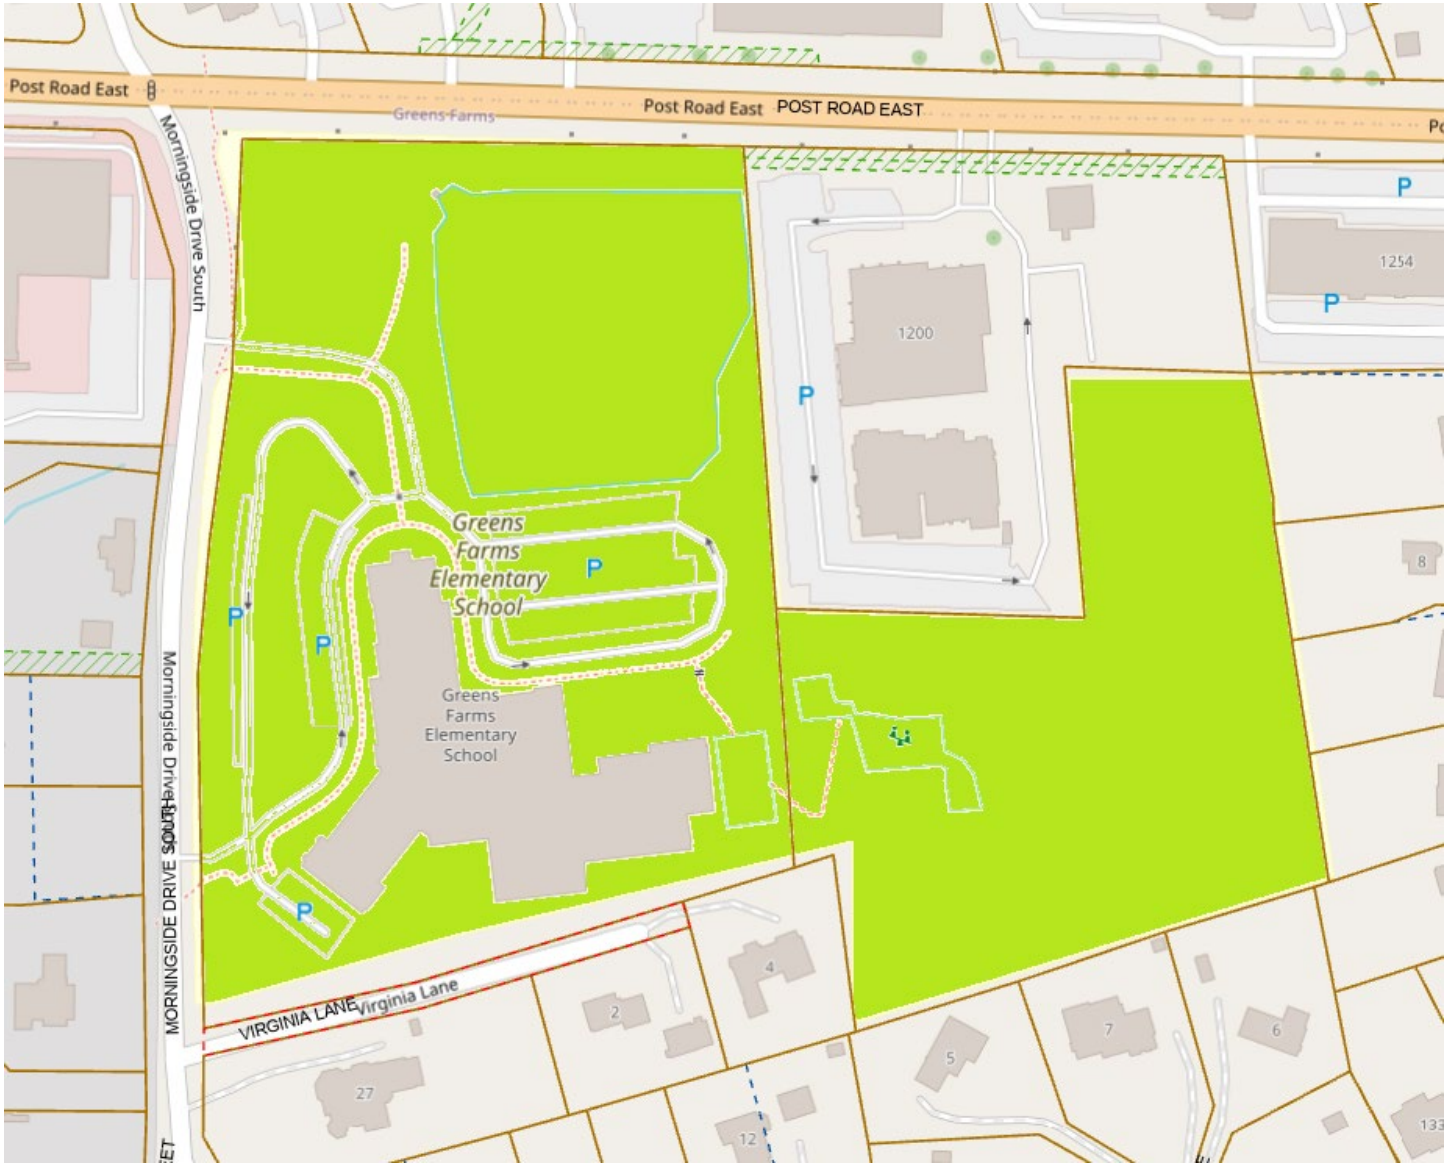 Post Road East
8
Post Road East
POST ROAD EAST
Greens Farms
Morningside Drive South
P
1254
P
1200
P
Greens
Farms
Elementary
School
P
P
P
8
Greens
Farms
Elementary
School
Morningside Drive South
MORNINGSIDE DRIVE SOUTH
P
4
Virginia Lane
VIRGINIA LANE
2
7
6
5
27
12
133